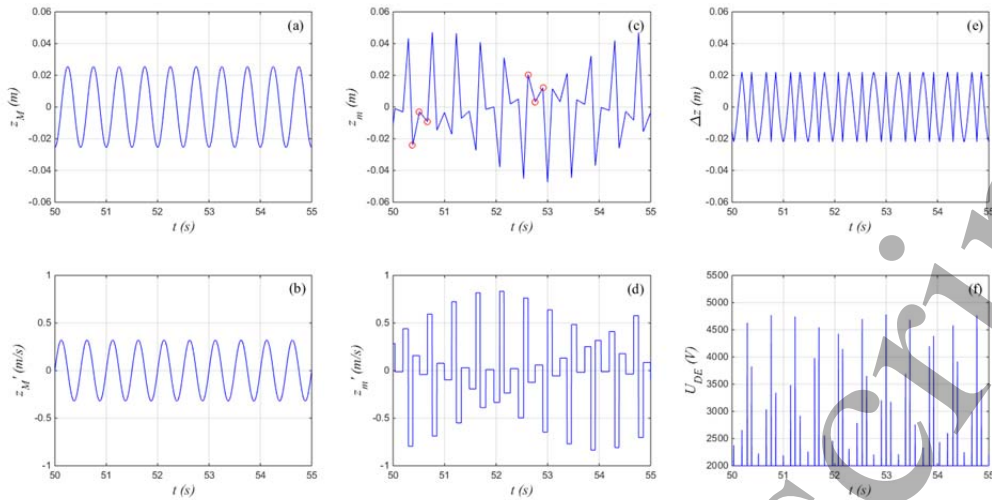 (a)
0.06
0.04
0.02
0
-0.02
-0.04
-0.06
z_M (m)
50 51 52 53 54 55
t (s)
(c)
0.06
0.04
0.02
0
-0.02
-0.04
-0.06
z_m (m)
50 51 52 53 54 55
t (s)
(e)
0.06
0.04
0.02
0
-0.02
-0.04
-0.06
Δz (m)
50 51 52 53 54 55
t (s)
(b)
1
0.5
0
-0.5
-1
z_M' (m/s)
50 51 52 53 54 55
t (s)
(d)
1
0.5
0
-0.5
-1
z_m' (m/s)
50 51 52 53 54 55
t (s)
(f)
5500
5000
4500
4000
3500
3000
2500
2000
U_DE (V)
50 51 52 53 54 55
t (s)